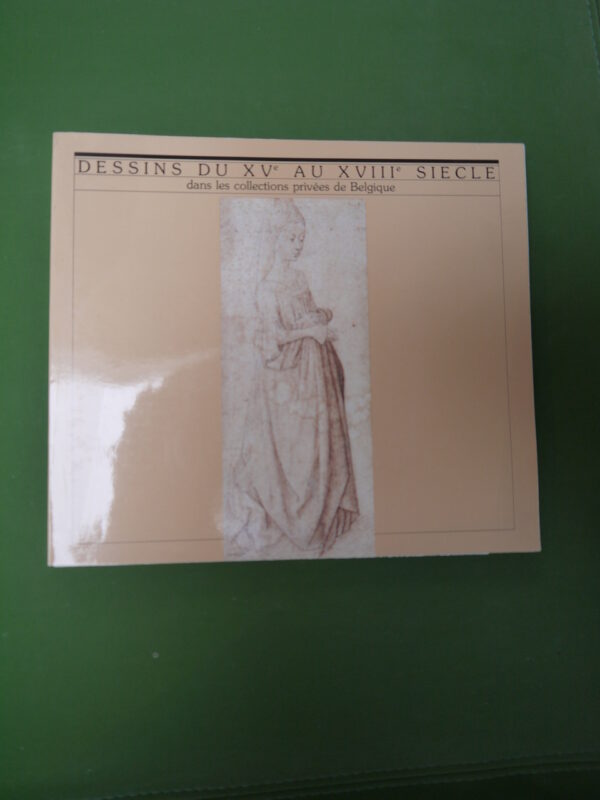 DESSINS DU XVe AU XVIIIe SIECLE
dans les collections privées de Belgique